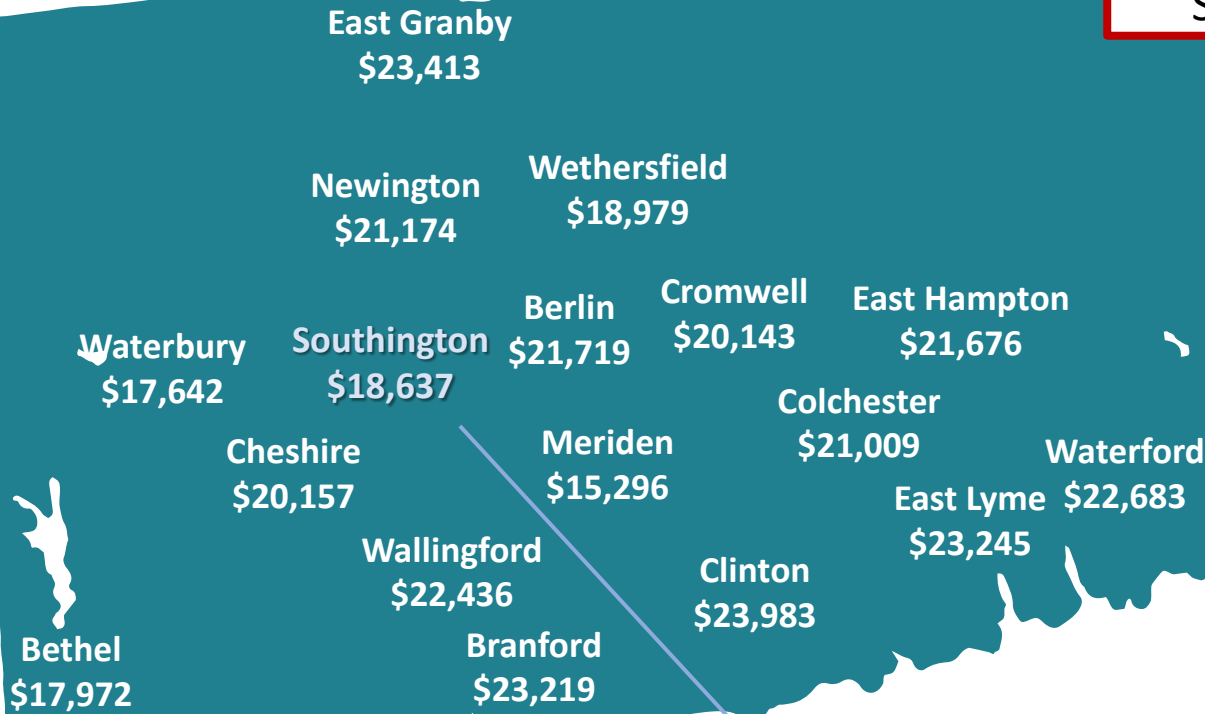 East Granby
$23,413
$
Newington
$21,174
Wethersfield
$18,979
Waterbury
$17,642
Southington
$18,637
Berlin
$21,719
Cromwell
$20,143
East Hampton
$21,676
Cheshire
$20,157
Meriden
$15,296
Colchester
$21,009
East Lyme
$23,245
Waterford
$22,683
Wallingford
$22,436
Clinton
$23,983
Bethel
$17,972
Branford
$23,219